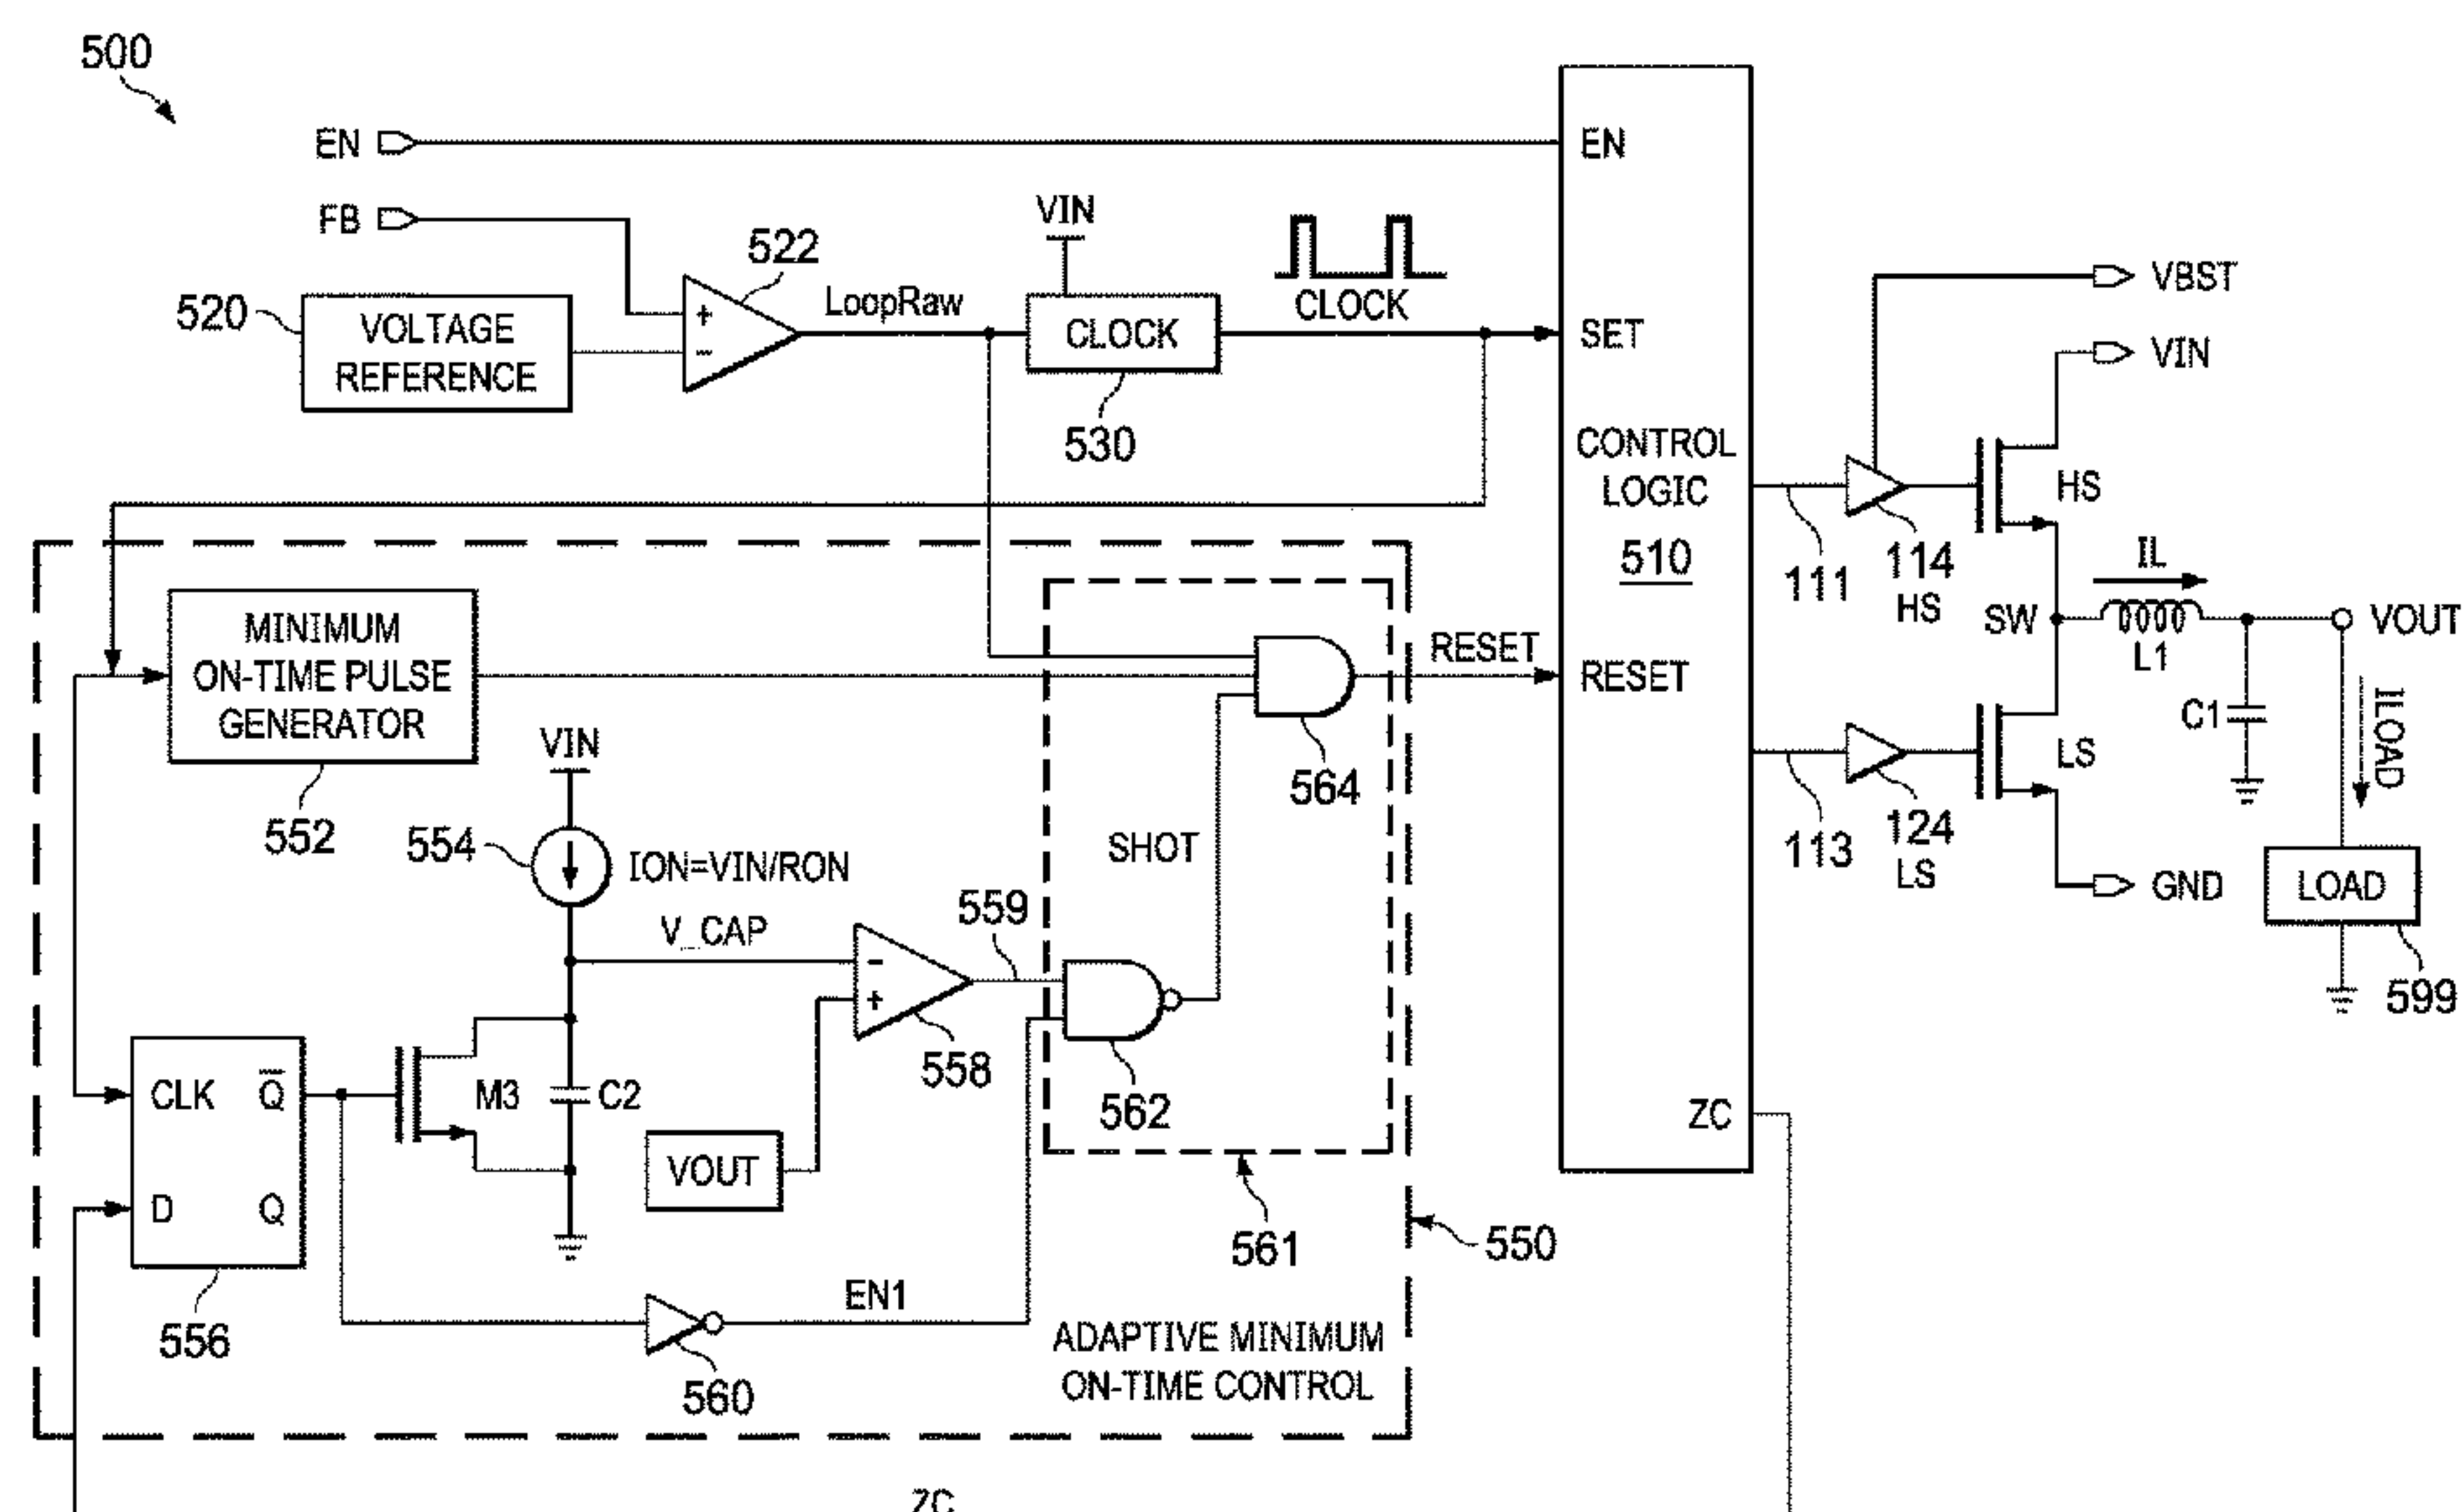 500
EN
EN
FB
VIN
522
520
VOLTAGE
REFERENCE
+
-
LoopRaw
CLOCK
530
CLOCK
SET
VBST
VIN
CONTROL
LOGIC
510
111
114
HS
HS
IL
SW
L1
VOUT
C1
ILOAD
MINIMUM
ON-TIME PULSE
GENERATOR
552
RESET
RESET
564
VIN
554
ION=VIN/RON
SHOT
113
124
LS
LS
GND
LOAD
599
V_CAP
-
+
558
559
562
CLK
Q
D
Q
M3
C2
VOUT
ZC
561
550
556
EN1
560
ADAPTIVE MINIMUM
ON-TIME CONTROL
ZC